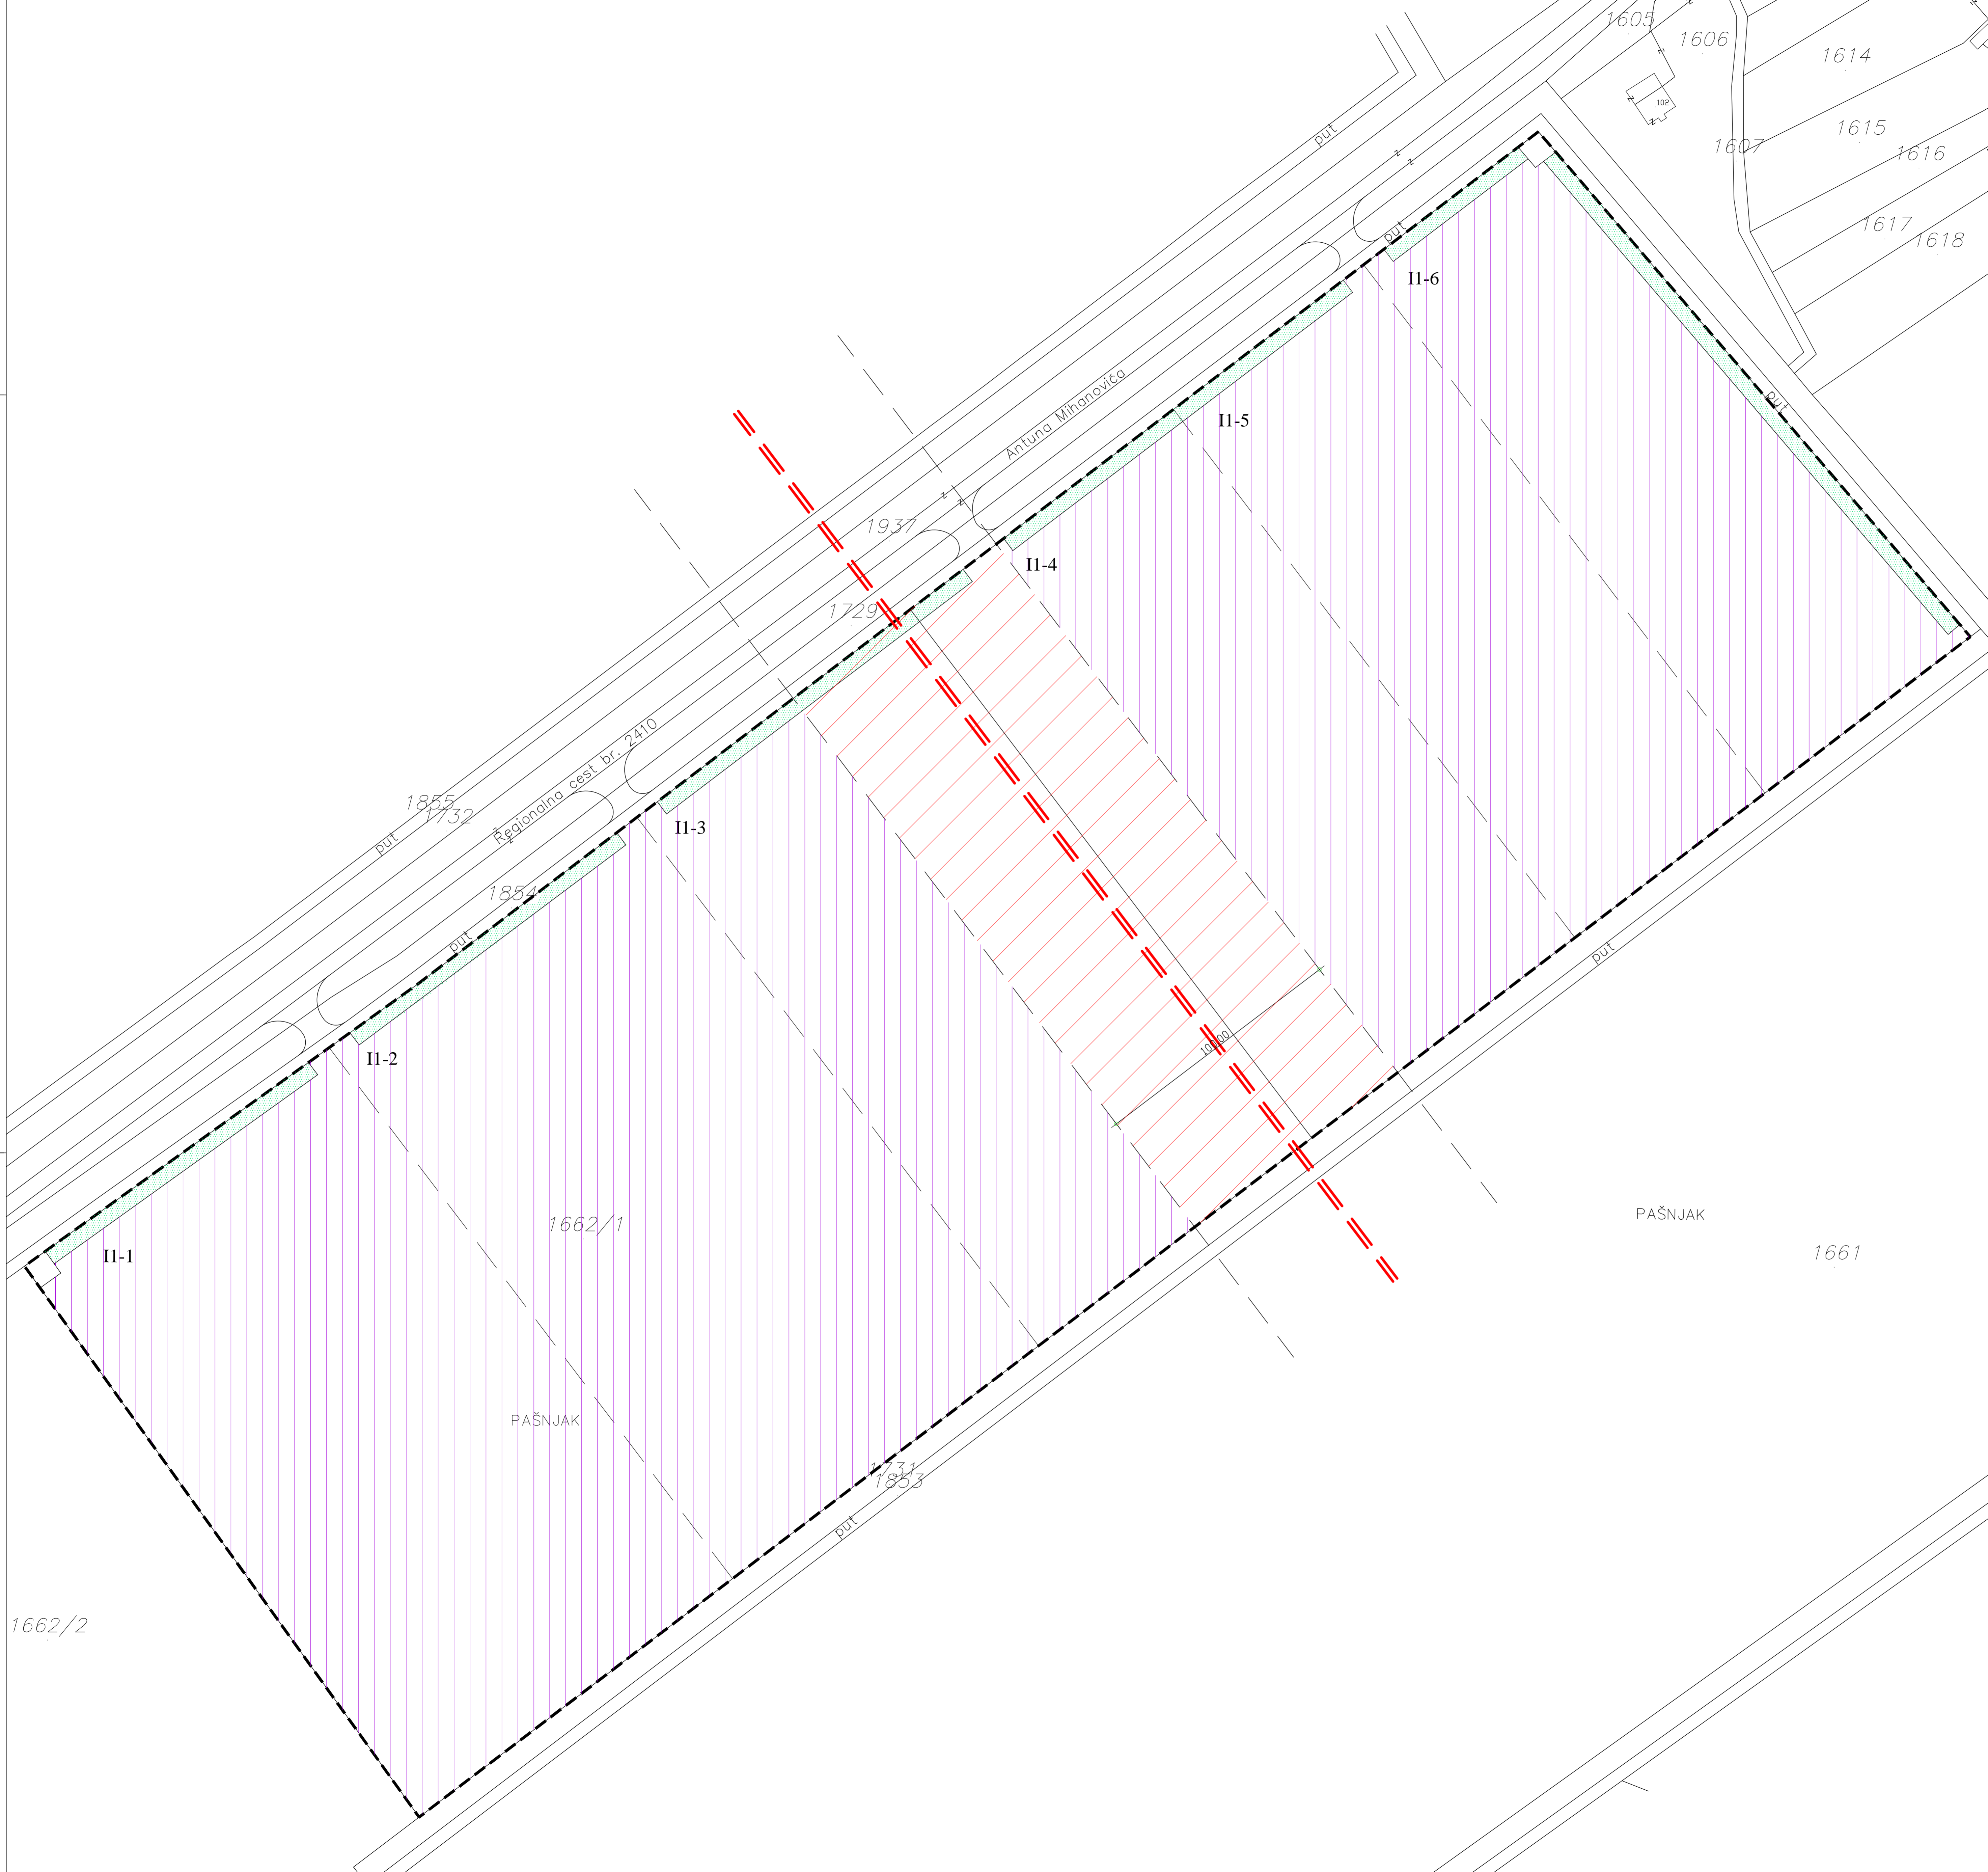 1605
1606
1614
102
1607
1615
1616
1617
1618
put
put
I1-6
put
Antuna Mihanovića
I1-5
1937
I1-4
1729
Regionalna cest br. 2410
1855
1732
put
I1-3
1854
put
put
100.00
I1-2
PAŠNJAK
1661
1662/1
I1-1
PAŠNJAK
1731
1853
put
1662/2
z
z
z
z
z
z
z
z
z
z